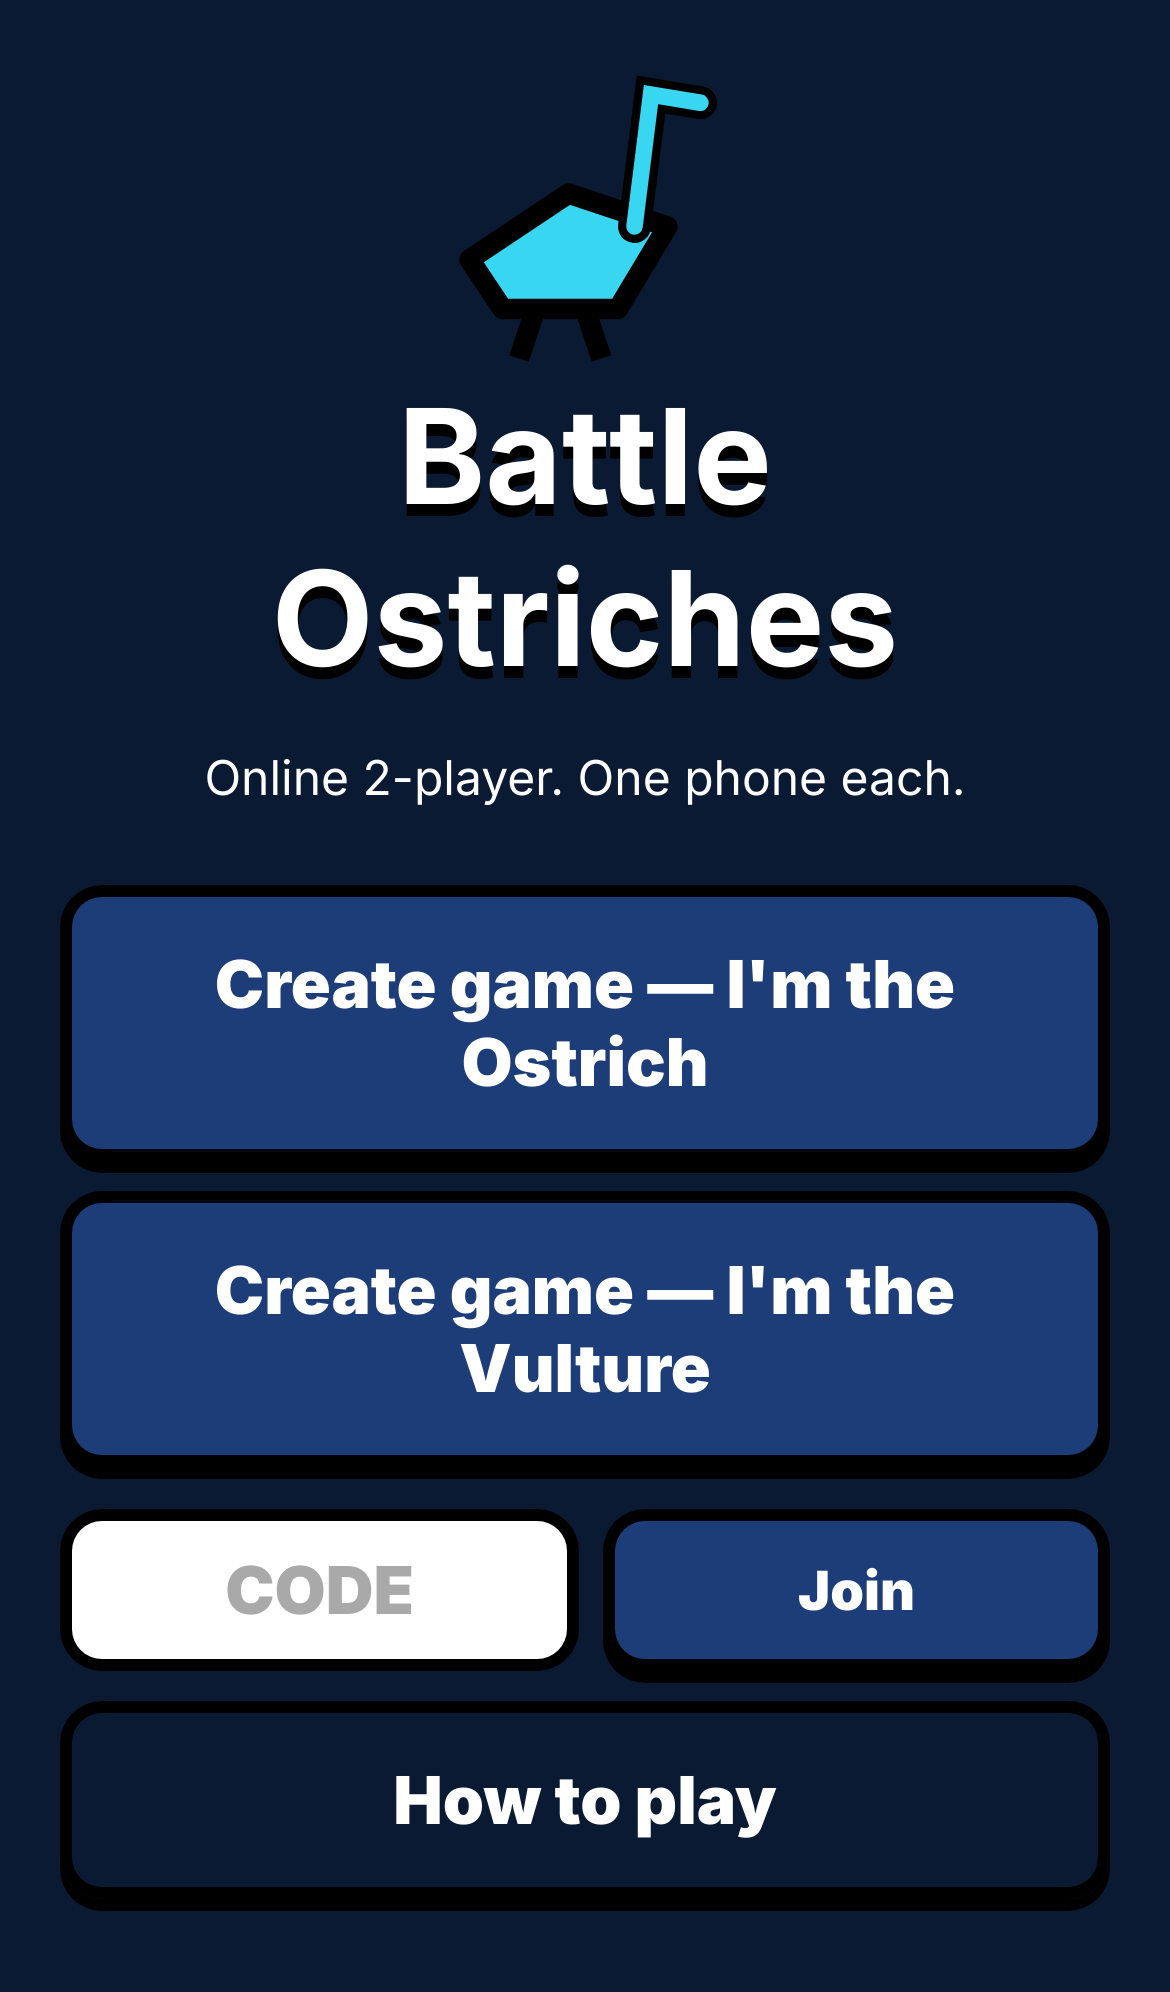 Battle
Ostriches
Online 2-player. One phone each.
Create game — I'm the
Ostrich
Create game — I'm the
Vulture
CODE
Join
How to play